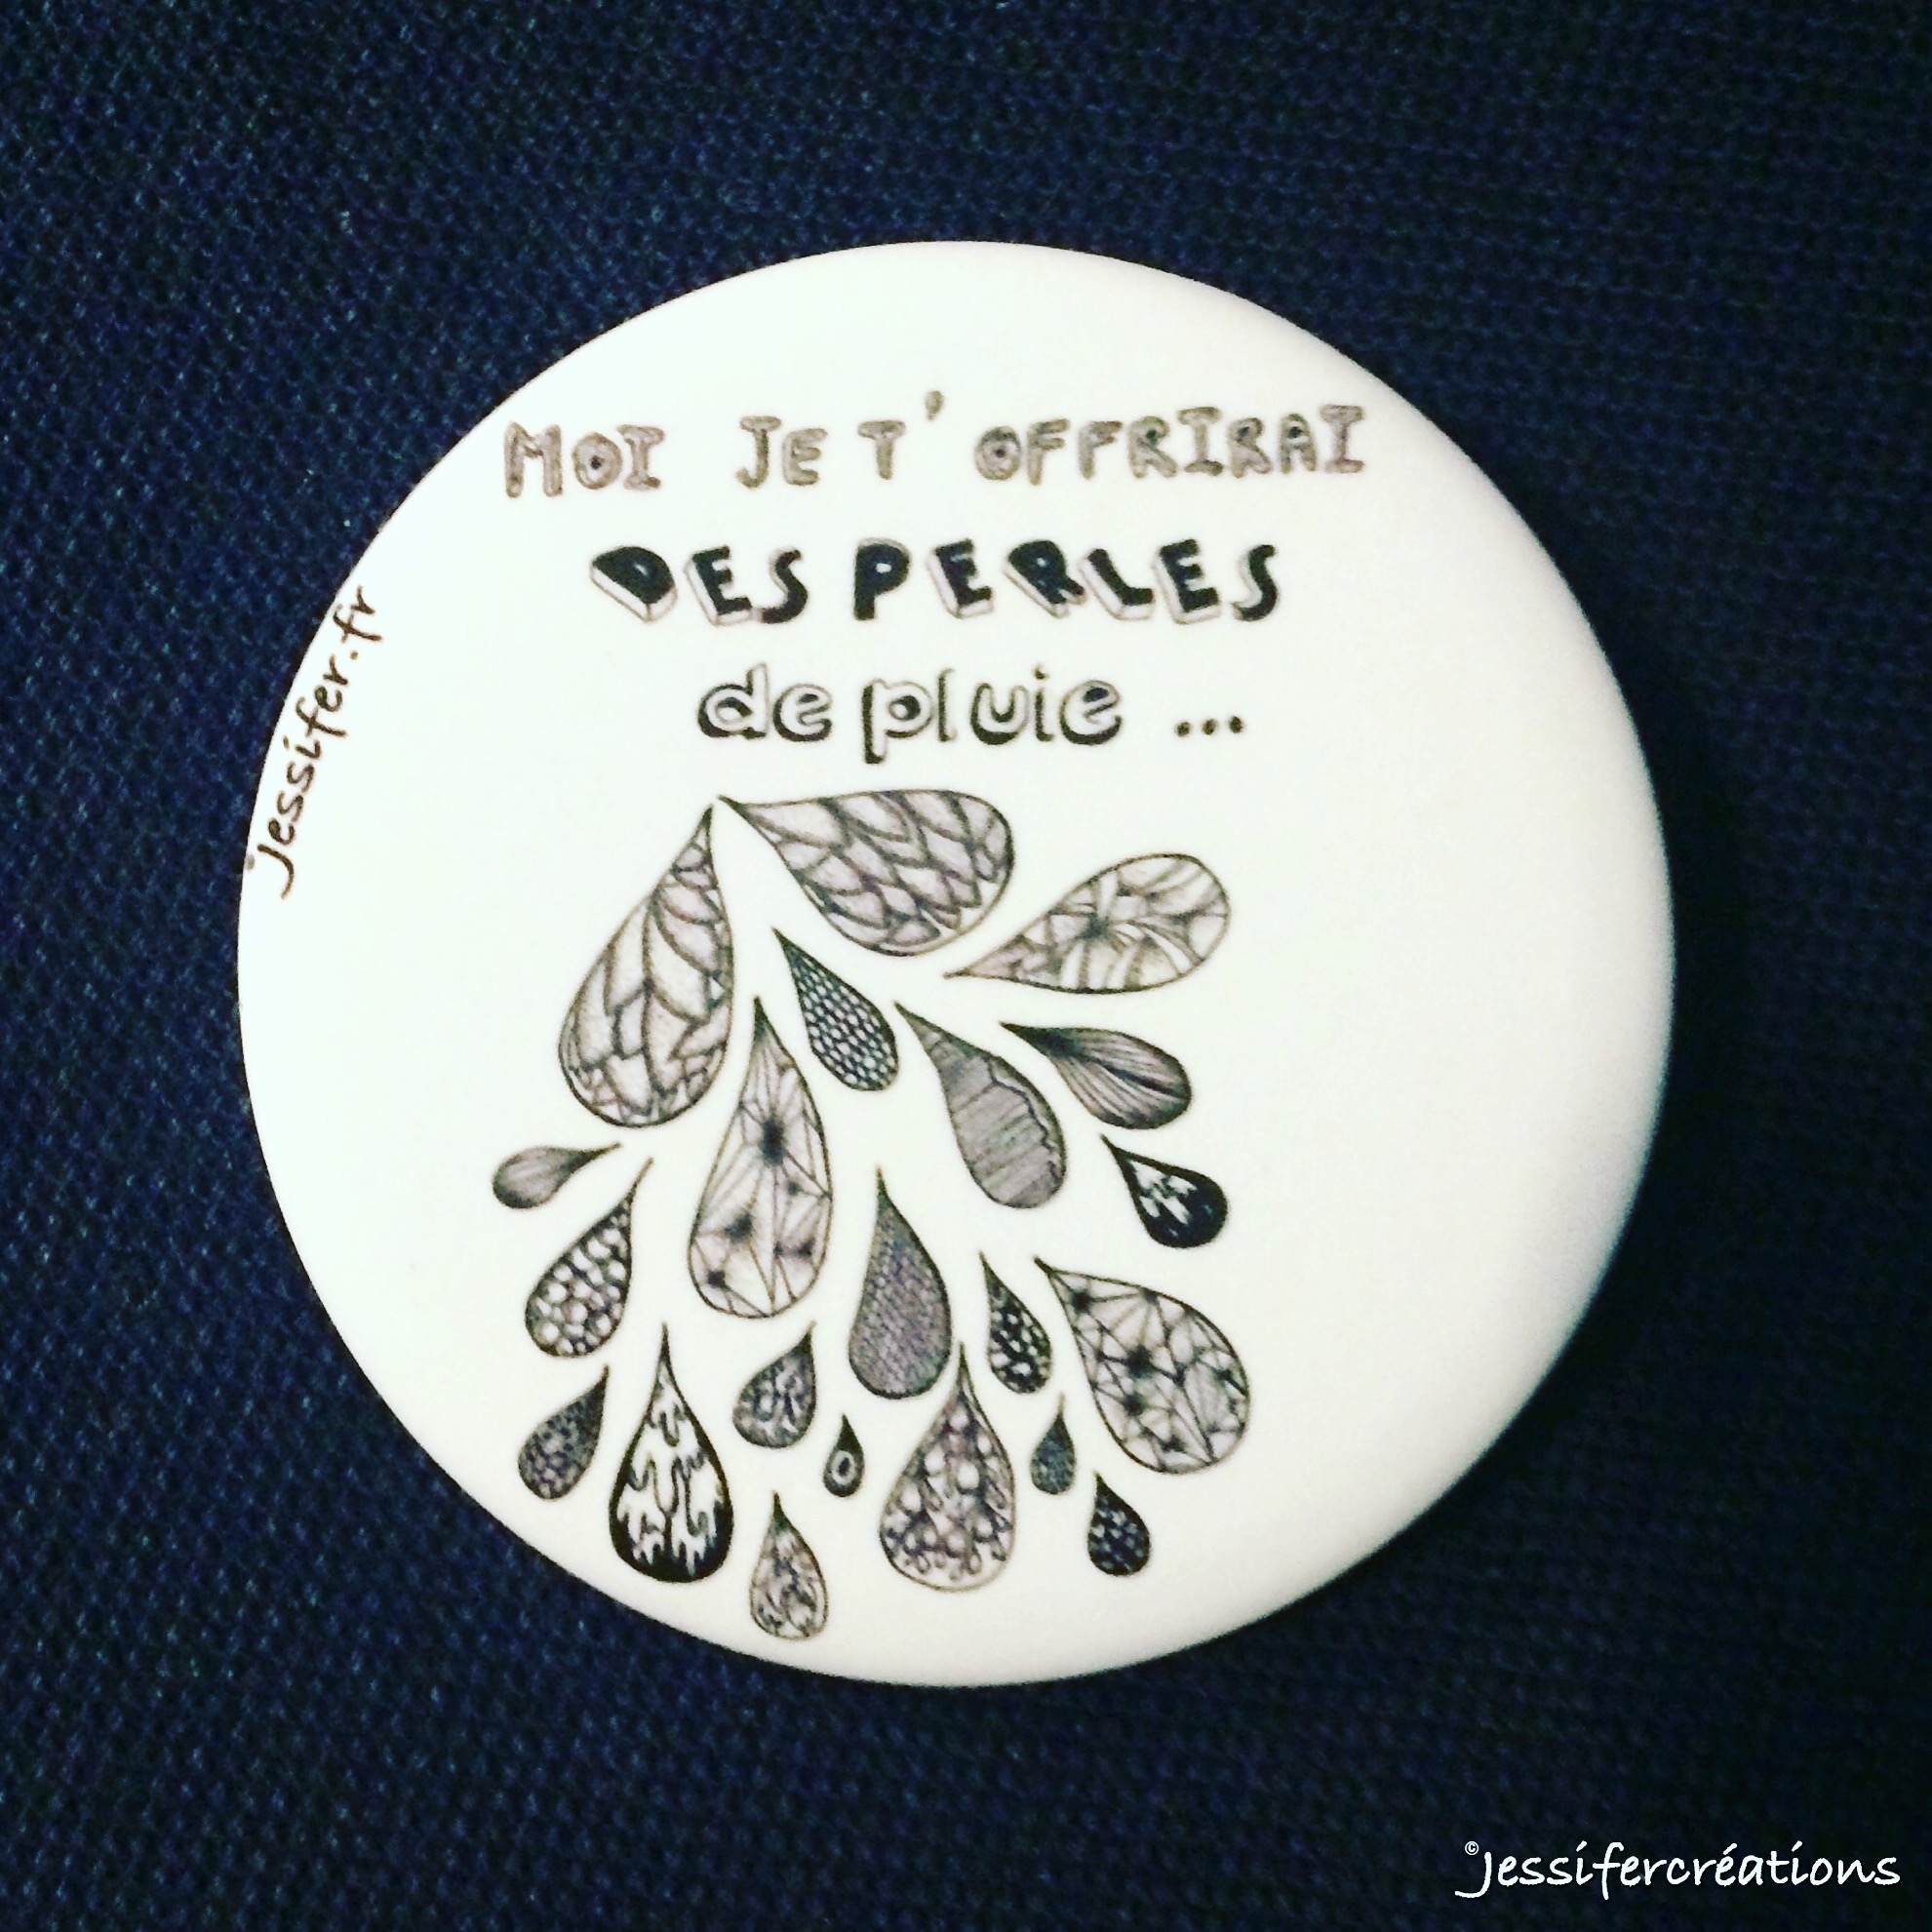 MOI JE T'OFFRIRAI
DES PERLES
de pluie ...
jessifer.fr
©jessifercréations